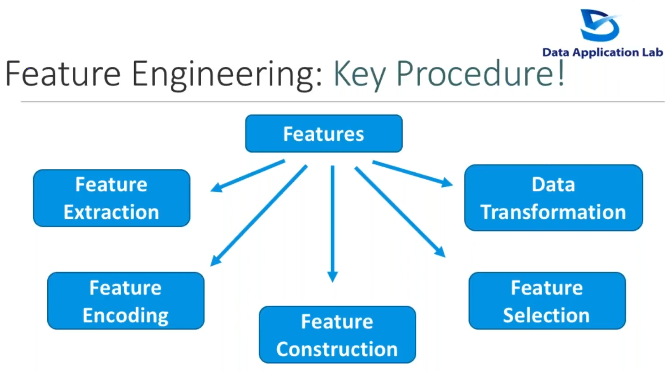 Data Application Lab
Feature Engineering: Key Procedure!
Features
Feature
Extraction
Data
Transformation
Feature
Encoding
Feature
Selection
Feature
Construction